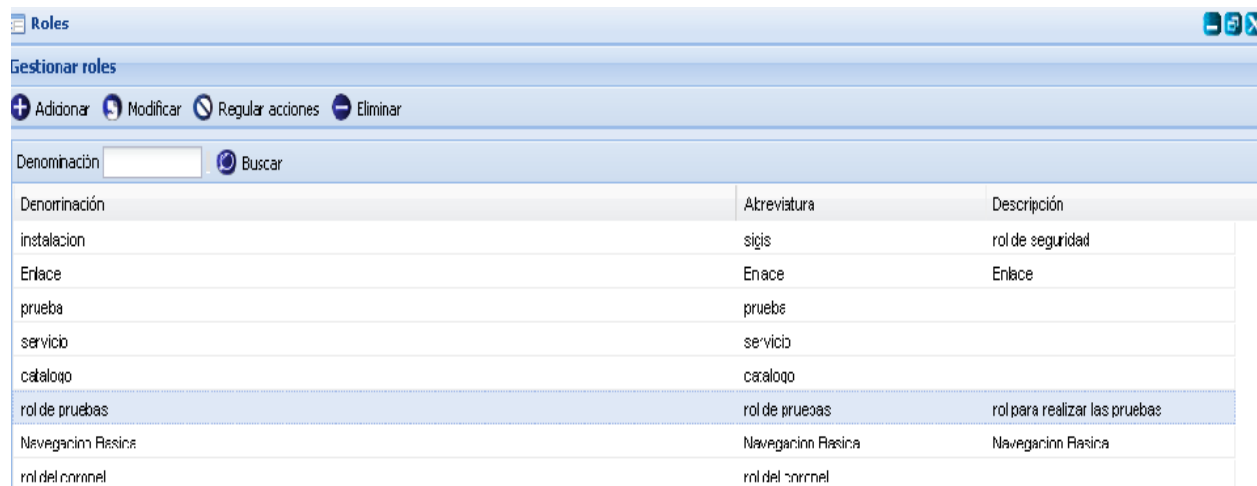 Roles
Gestionar roles
Adicionar Modificar Regular acciones Eliminar
Denominación Buscar
Denominación Abreviatura Descripción
instalacion sigis rol de seguridad
Enlace Enlace Enlace
prueba prueba
servicio servicio
catalogo catalogo
rol de pruebas rol de pruebas rol para realizar las pruebas
Navegacion Basica Navegacion Basica Navegacion Basica
rol del coronel rol del coronel